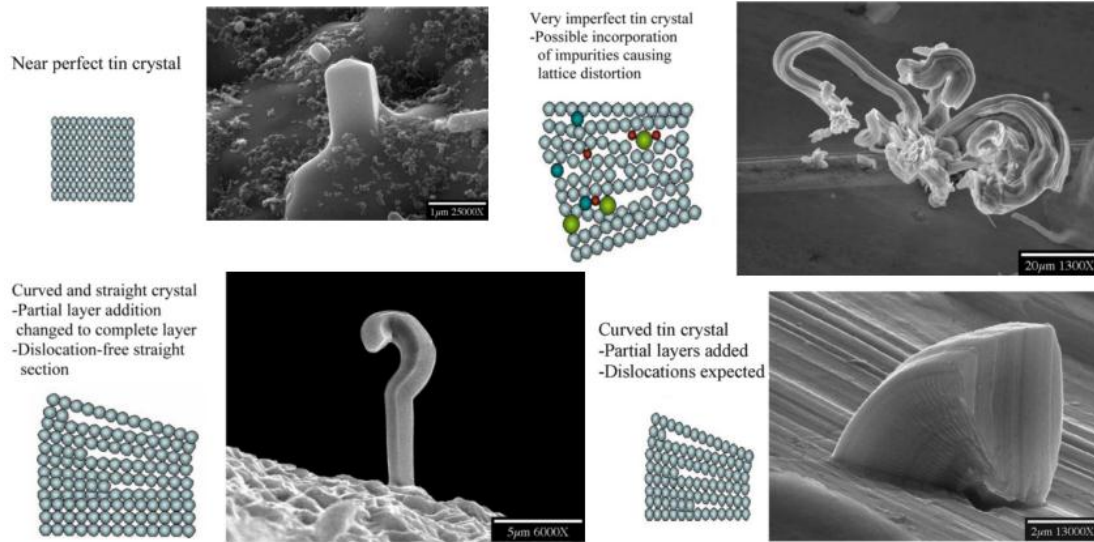 Near perfect tin crystal
1μm 25000X
Very imperfect tin crystal
-Possible incorporation
of impurities causing
lattice distortion
20μm 1300X
Curved and straight crystal
-Partial layer addition
changed to complete layer
-Dislocation-free straight
section
5μm 6000X
Curved tin crystal
-Partial layers added
-Dislocations expected
2μm 13000X